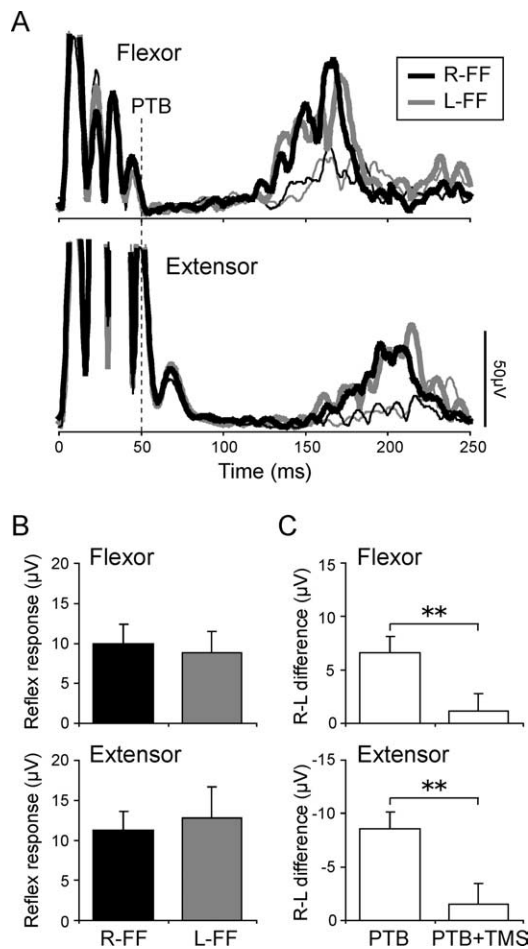 A
Flexor
PTB
R-FF
L-FF
Extensor
50µV
0 50 100 150 200 250
Time (ms)
B
Flexor
Reflex response (µV)
20
15
10
5
0
Extensor
Reflex response (µV)
20
15
10
5
0
R-FF L-FF
C
Flexor
R-L difference (µV)
15
10
5
0
**
Extensor
R-L difference (µV)
-15
-10
-5
0
**
PTB PTB+TMS